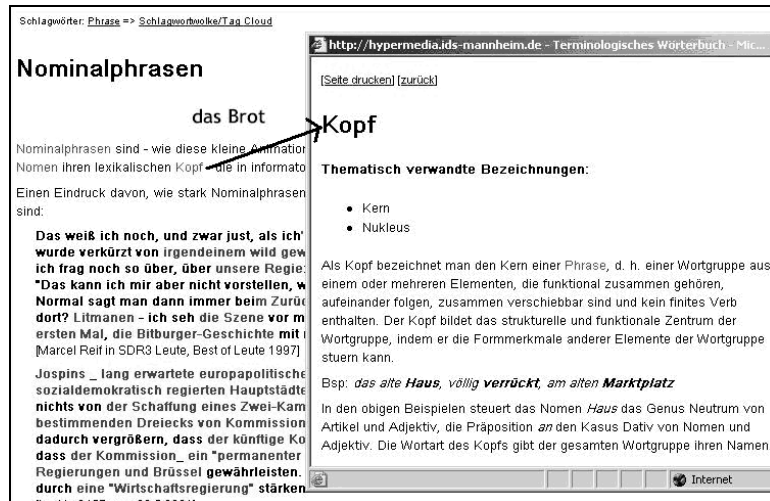 Schlagwörter: Phrase => Schlagwortwolke/Tag Cloud
Nominalphrasen
das Brot
Nominalphrasen sind - wie diese kleine Animation
Nomen ihren lexikalischen Kopf - die in informato
Einen Eindruck davon, wie stark Nominalphrasen
sind:
Das weiß ich noch, und zwar just, als ich'
wurde verkürzt von irgendeinem wild gew
ich frag noch so über, über unsere Regie:
"Das kann ich mir aber nicht vorstellen, w
Normal sagt man dann immer beim Zurüc
dort? Litmanen - ich seh die Szene vor m
ersten Mal, die Bitburger-Geschichte mit
[Marcel Reif in SDR3 Leute, Best of Leute 1997]
Jospins _ lang erwartete europapolitische
sozialdemokratisch regierten Hauptstädte
nichts von der Schaffung eines Zwei-Kam
bestimmenden Dreiecks von Kommission
dadurch vergrößern, dass der künftige Ko
dass der Kommission_ ein "permanenter
Regierungen und Brüssel gewährleisten.
durch eine "Wirtschaftsregierung" stärken
http://hypermedia.ids-mannheim.de - Terminologisches Wörterbuch - Mic...
[Seite drucken] [zurück]
Kopf
Thematisch verwandte Bezeichnungen:
• Kern
• Nukleus
Als Kopf bezeichnet man den Kern einer Phrase, d. h. einer Wortgruppe aus
einem oder mehreren Elementen, die funktional zusammen gehören,
aufeinander folgen, zusammen verschiebbar sind und kein finites Verb
enthalten. Der Kopf bildet das strukturelle und funktionale Zentrum der
Wortgruppe, indem er die Formmerkmale anderer Elemente der Wortgruppe
stuern kann.
Bsp: das alte Haus, völlig verrückt, am alten Marktplatz
In den obigen Beispielen steuert das Nomen Haus das Genus Neutrum von
Artikel und Adjektiv, die Präposition an den Kasus Dativ von Nomen und
Adjektiv. Die Wortart des Kopfs gibt der gesamten Wortgruppe ihren Namen
Internet